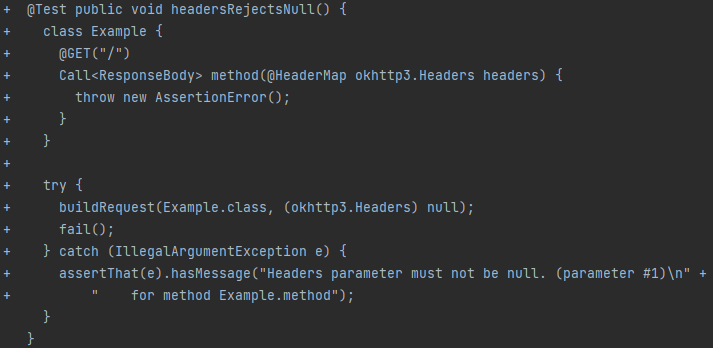 +  @Test public void headersRejectsNull() {
+    class Example {
+      @GET("/")
+      Call<ResponseBody> method(@HeaderMap okhttp3.Headers headers) {
+        throw new AssertionError();
+      }
+    }
+
+    try {
+      buildRequest(Example.class, (okhttp3.Headers) null);
+      fail();
+    } catch (IllegalArgumentException e) {
+      assertThat(e).hasMessage("Headers parameter must not be null. (parameter #1)\n" +
+              "    for method Example.method");
+    }
+  }